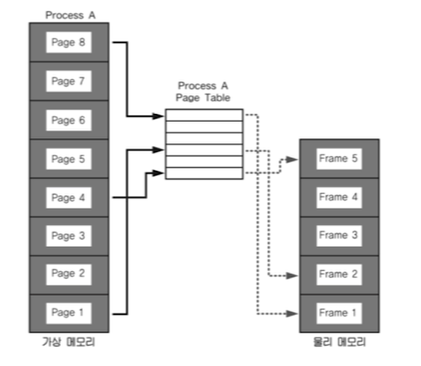 Process A
Page 8
Page 7
Page 6
Page 5
Page 4
Page 3
Page 2
Page 1
가상 메모리
Process A
Page Table
Frame 5
Frame 4
Frame 3
Frame 2
Frame 1
물리 메모리